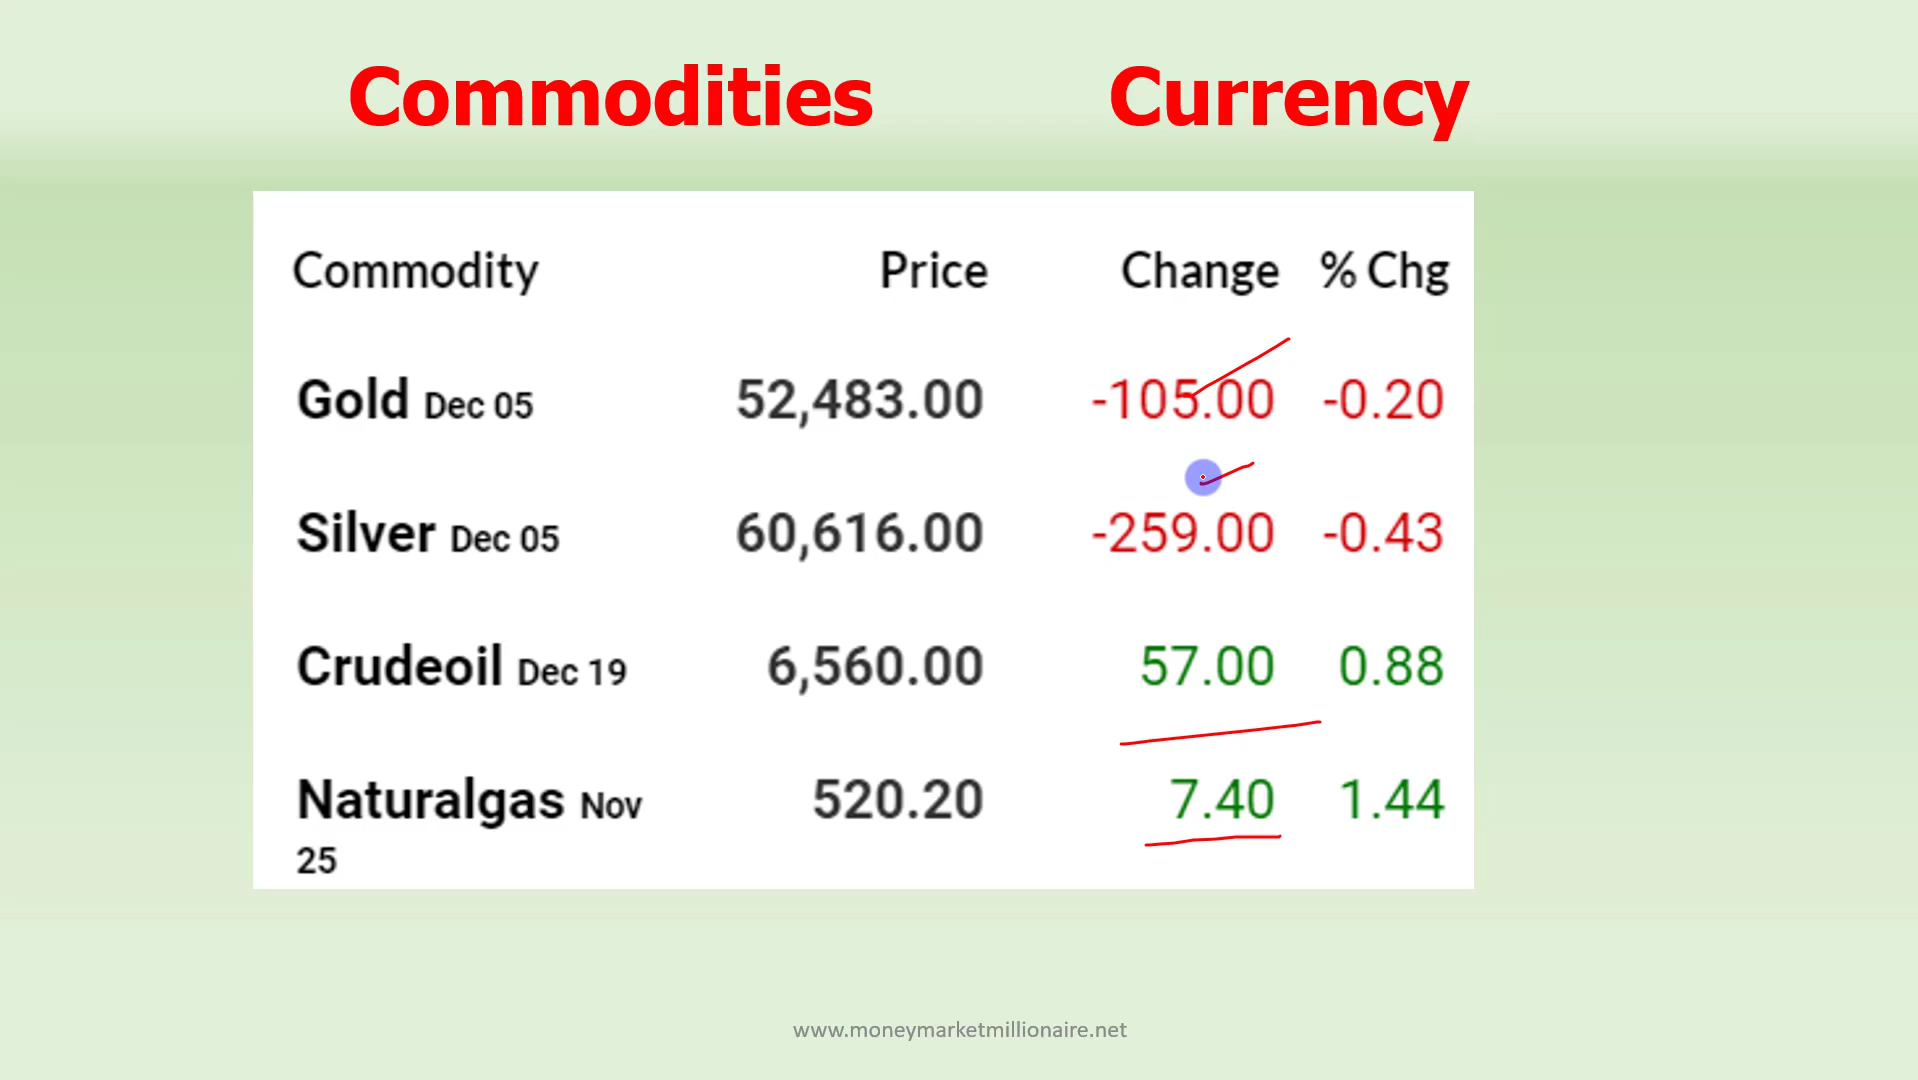 Commodities Currency
Commodity Price Change % Chg
Gold Dec 05 52,483.00 -105.00 -0.20
Silver Dec 05 60,616.00 -259.00 -0.43
Crudeoil Dec 19 6,560.00 57.00 0.88
Naturalgas Nov 520.20 7.40 1.44
25
www.moneymarketmillionaire.net